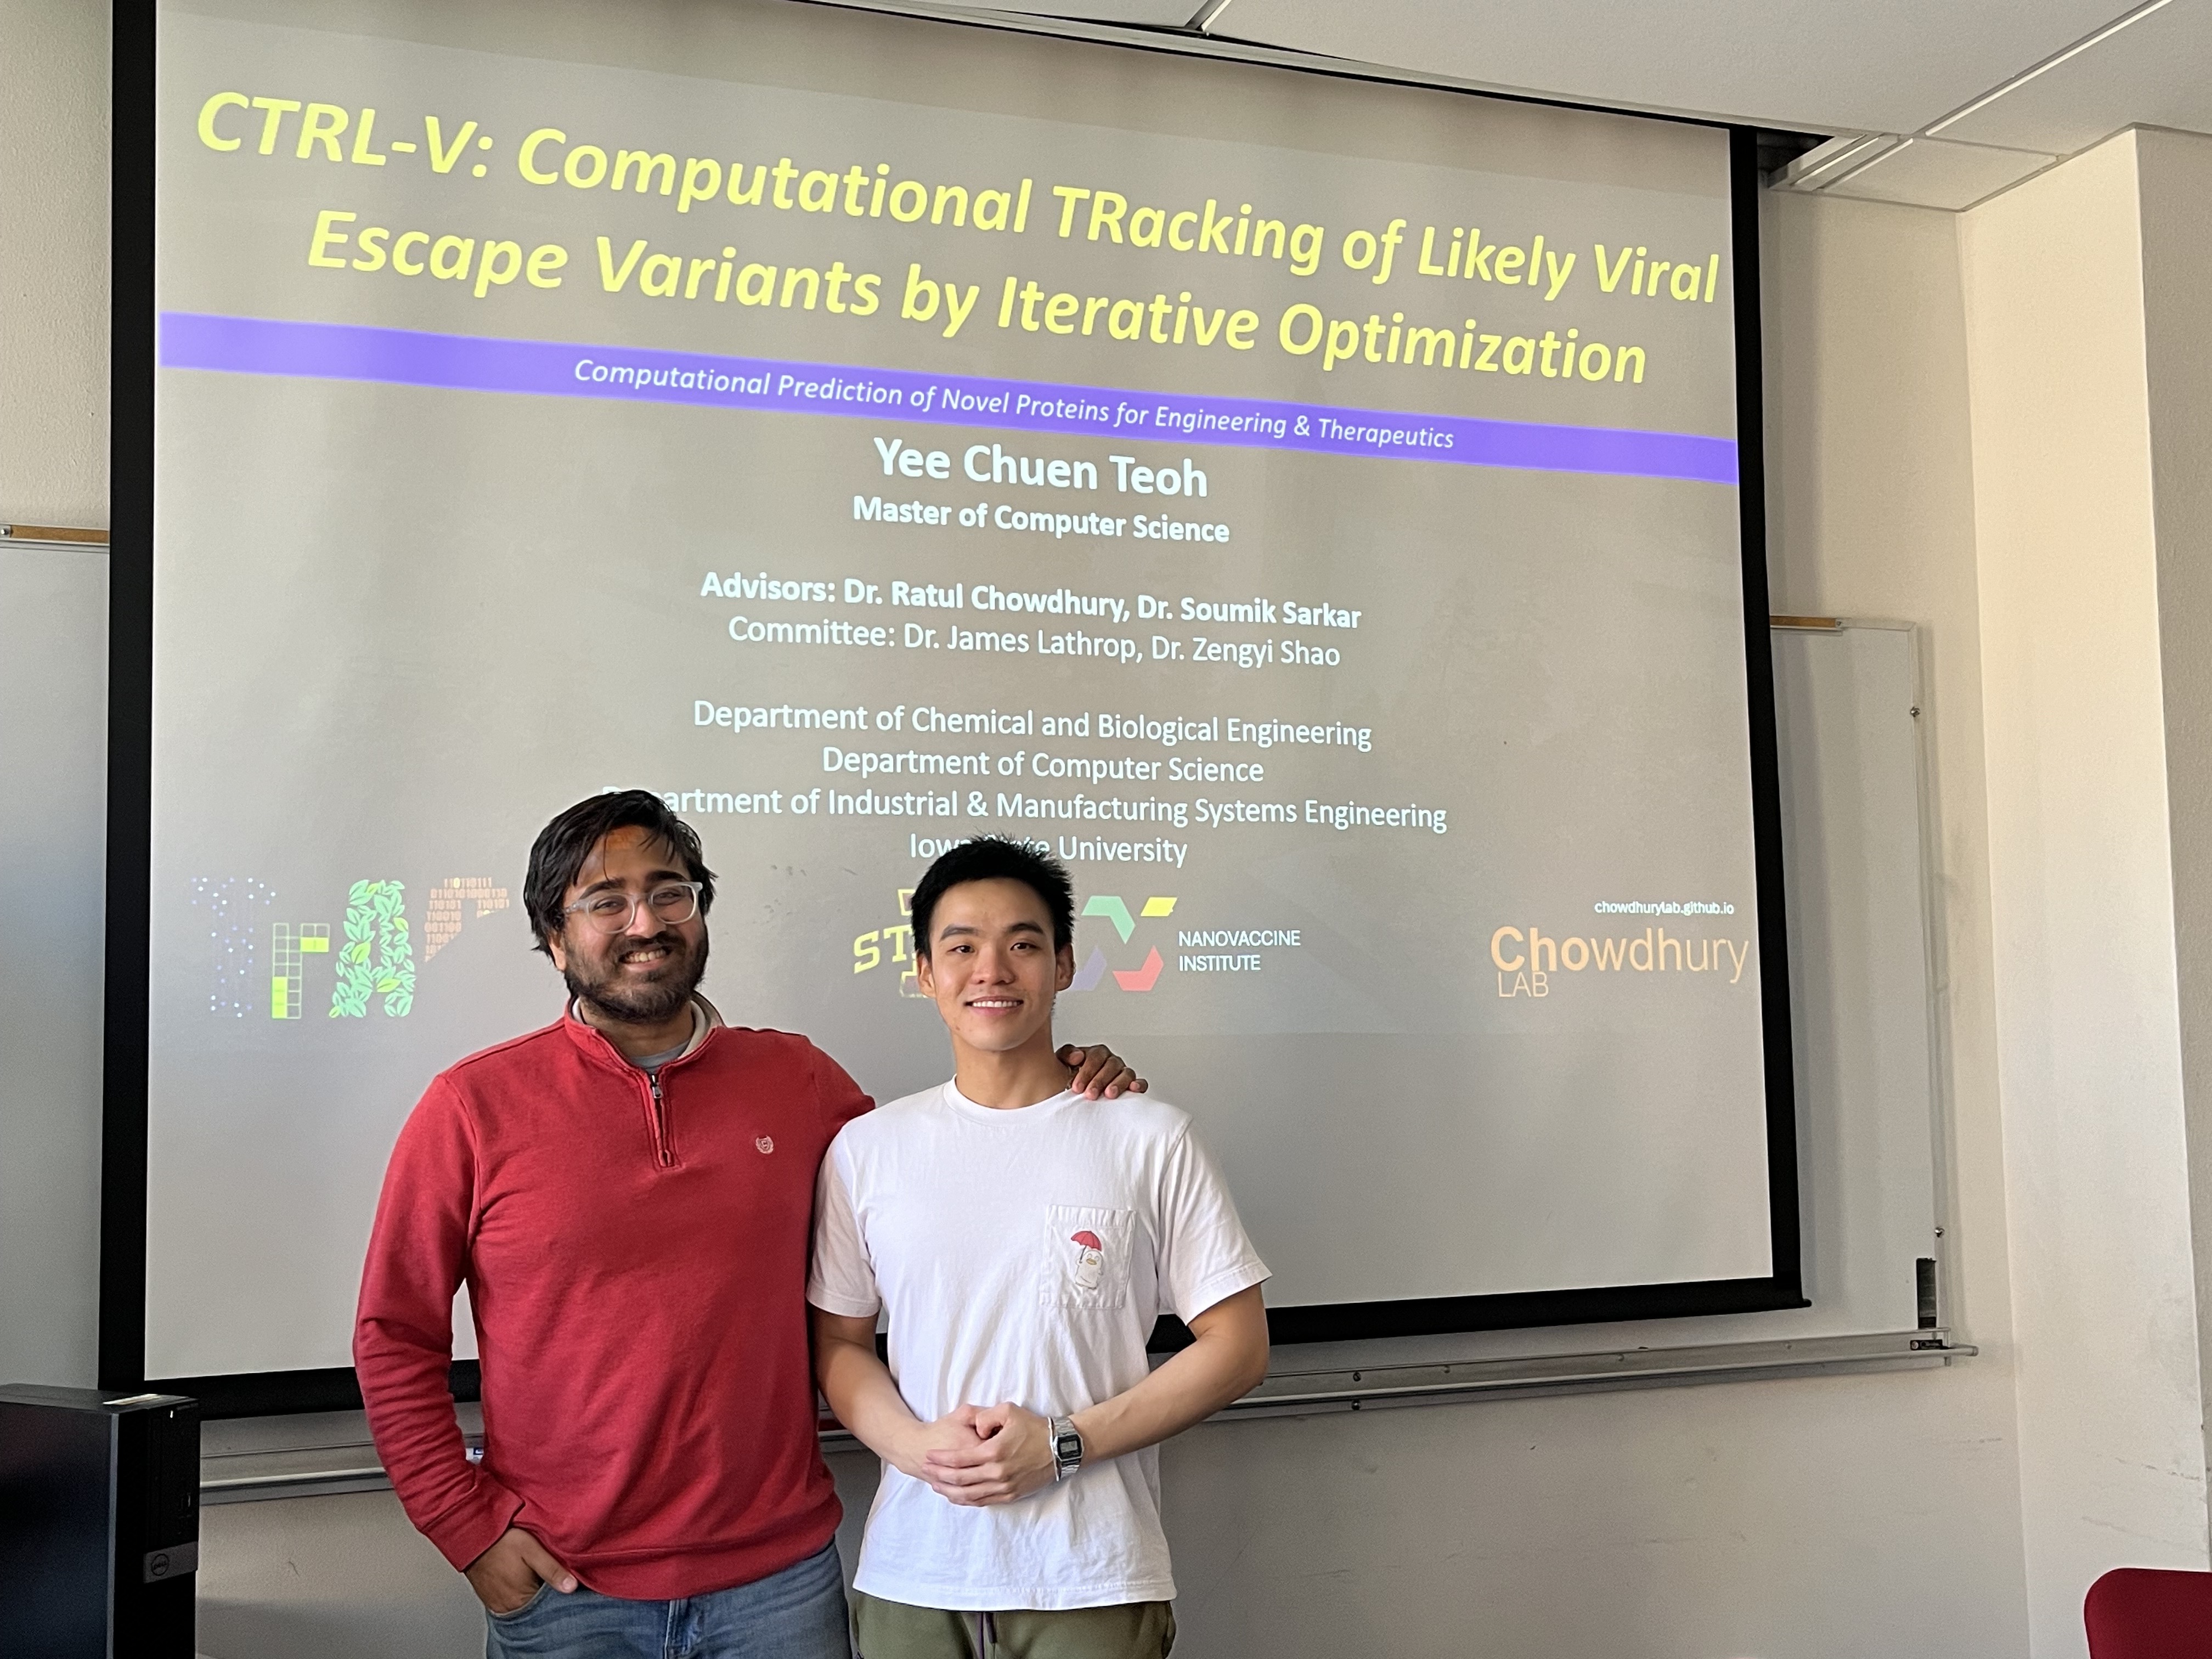 CTRL-V: Computational TRacking of Likely Viral
Escape Variants by Iterative Optimization
Computational Prediction of Novel Proteins for Engineering & Therapeutics
Yee Chuen Teoh
Master of Computer Science
Advisors: Dr. Ratul Chowdhury, Dr. Soumik Sarkar
Committee: Dr. James Lathrop, Dr. Zengyi Shao
Department of Chemical and Biological Engineering
Department of Computer Science
of Industrial & Manufacturing Systems Engineering
University
TrAC
NANOVACCINE
INSTITUTE
chowdhurylab.github.io
Chowdhury
LAB
DELL